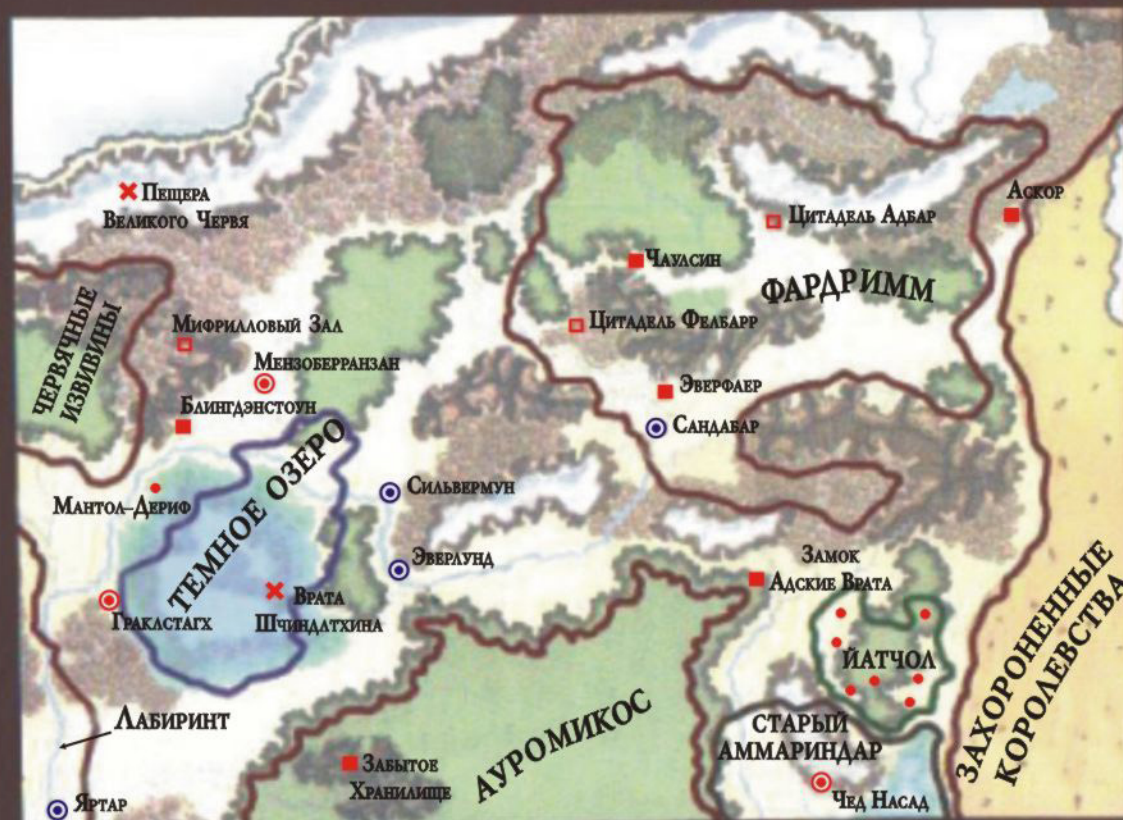 Пещера
Великого Червя
Аскор
Цитадель Адбар
Чаулсин
ФАРДРИММ
Цитадель Фелбарр
ЧЕРВЯЧНЫЕ
ИЗВИВИНЫ
Мифрилловый Зал
Мензоберранзан
Блингдэнстоун
Эверфаер
Сандабар
ТЕМНОЕ ОЗЕРО
Мантол-Дериф
Сильвермун
Эверлунд
Врата
Шчиндатхина
Гракластагх
Замок
Адские Врата
ЙАТЧОЛ
ЗАХОРОНЕННЫЕ
КОРОЛЕВСТВА
Лабиринт
АУРОМИКОС
СТАРЫЙ
АММАРИНДАР
Забытое
Хранилище
Чед Насад
Яртар